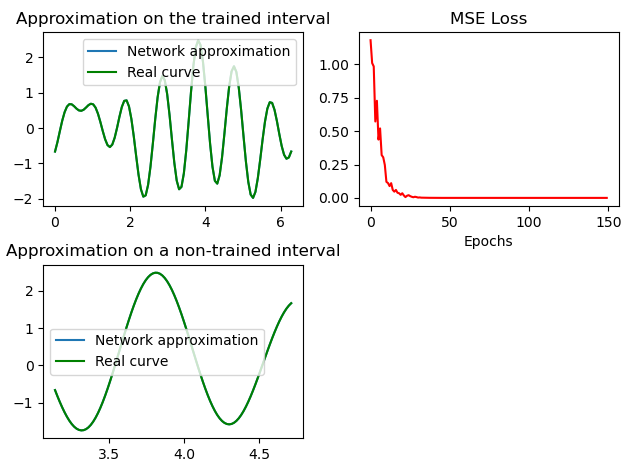 Approximation on the trained interval
Network approximation
Real curve
2
1
0
−1
−2
0 2 4 6
MSE Loss
1.00
0.75
0.50
0.25
0.00
0 50 100 150
Epochs
Approximation on a non-trained interval
2
1
Network approximation
0
Real curve
−1
3.5 4.0 4.5